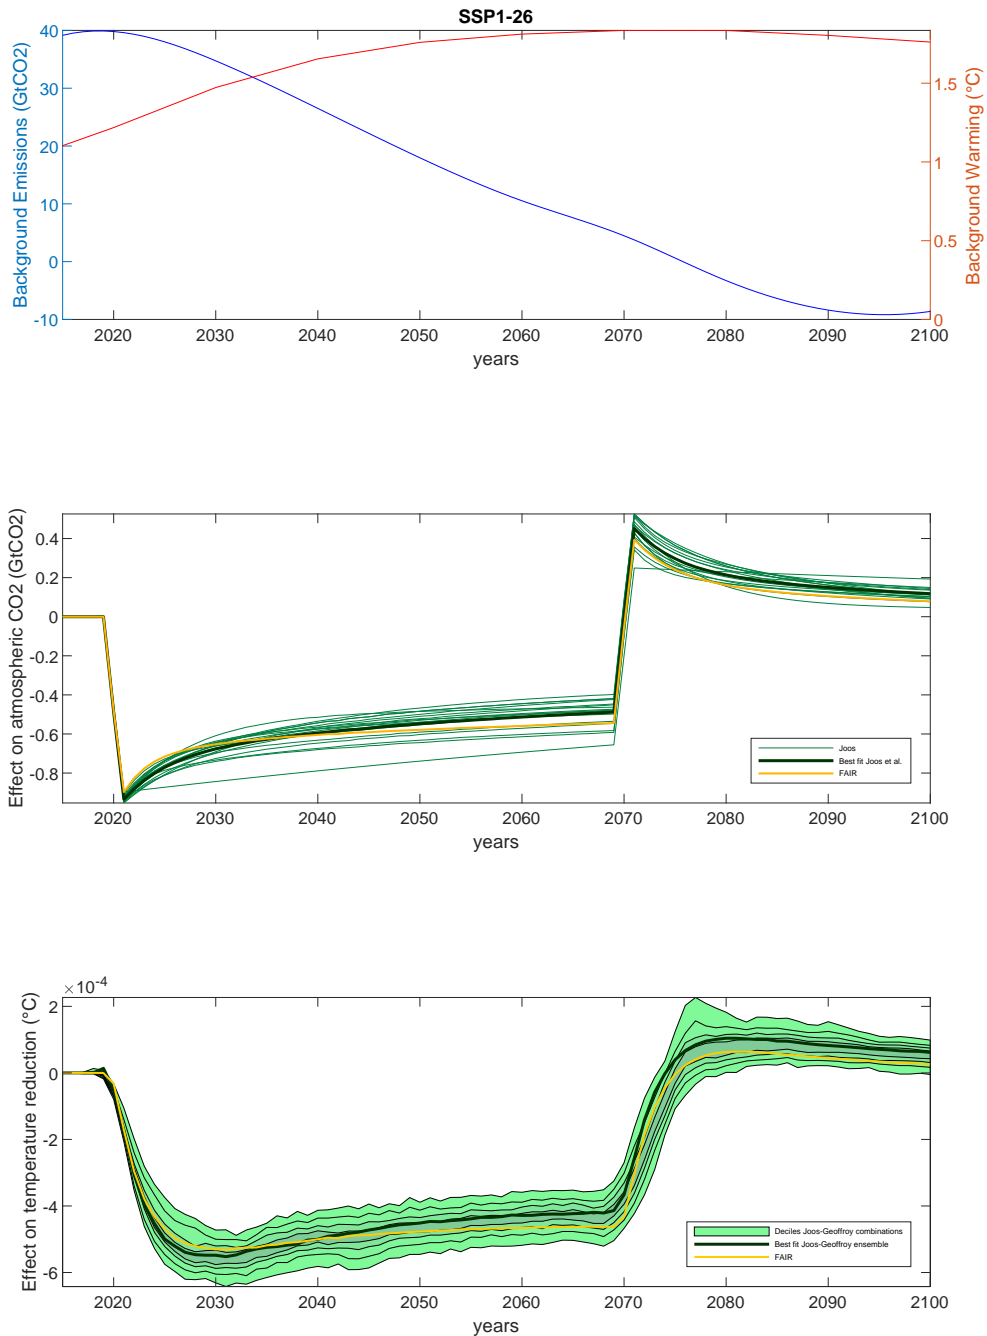 SSP1-26
Background Emissions (GtCO2)
40
30
20
10
0
-10
Background Warming (°C)
1.5
1
0.5
0
2020 2030 2040 2050 2060 2070 2080 2090 2100
years
Effect on atmospheric CO2 (GtCO2)
0.4
0.2
0
-0.2
-0.4
-0.6
-0.8
Joos
Best fit Joos et al.
FAIR
2020 2030 2040 2050 2060 2070 2080 2090 2100
years
Effect on temperature reduction (°C)
×10⁻⁴
2
0
-2
-4
-6
Deciles Joos-Geoffroy combinations
Best fit Joos-Geoffroy ensemble
FAIR
2020 2030 2040 2050 2060 2070 2080 2090 2100
years